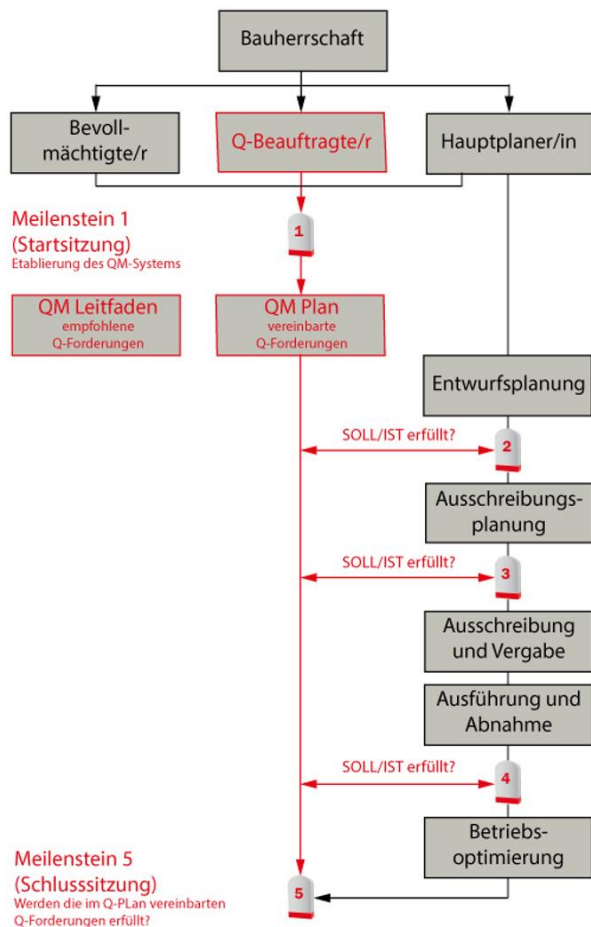 Bauherrschaft
Bevoll-
mächtigte/r
Q-Beauftragte/r
Hauptplaner/in
Meilenstein 1
(Startsitzung)
Etablierung des QM-Systems
1
QM Leitfaden
empfohlene
Q-Forderungen
QM Plan
vereinbarte
Q-Forderungen
Entwurfsplanung
SOLL/IST erfüllt?
2
Ausschreibungs-
planung
SOLL/IST erfüllt?
3
Ausschreibung
und Vergabe
Ausführung und
Abnahme
SOLL/IST erfüllt?
4
Betriebs-
optimierung
Meilenstein 5
(Schlusssitzung)
Werden die im Q-PLan vereinbarten
Q-Forderungen erfüllt?
5